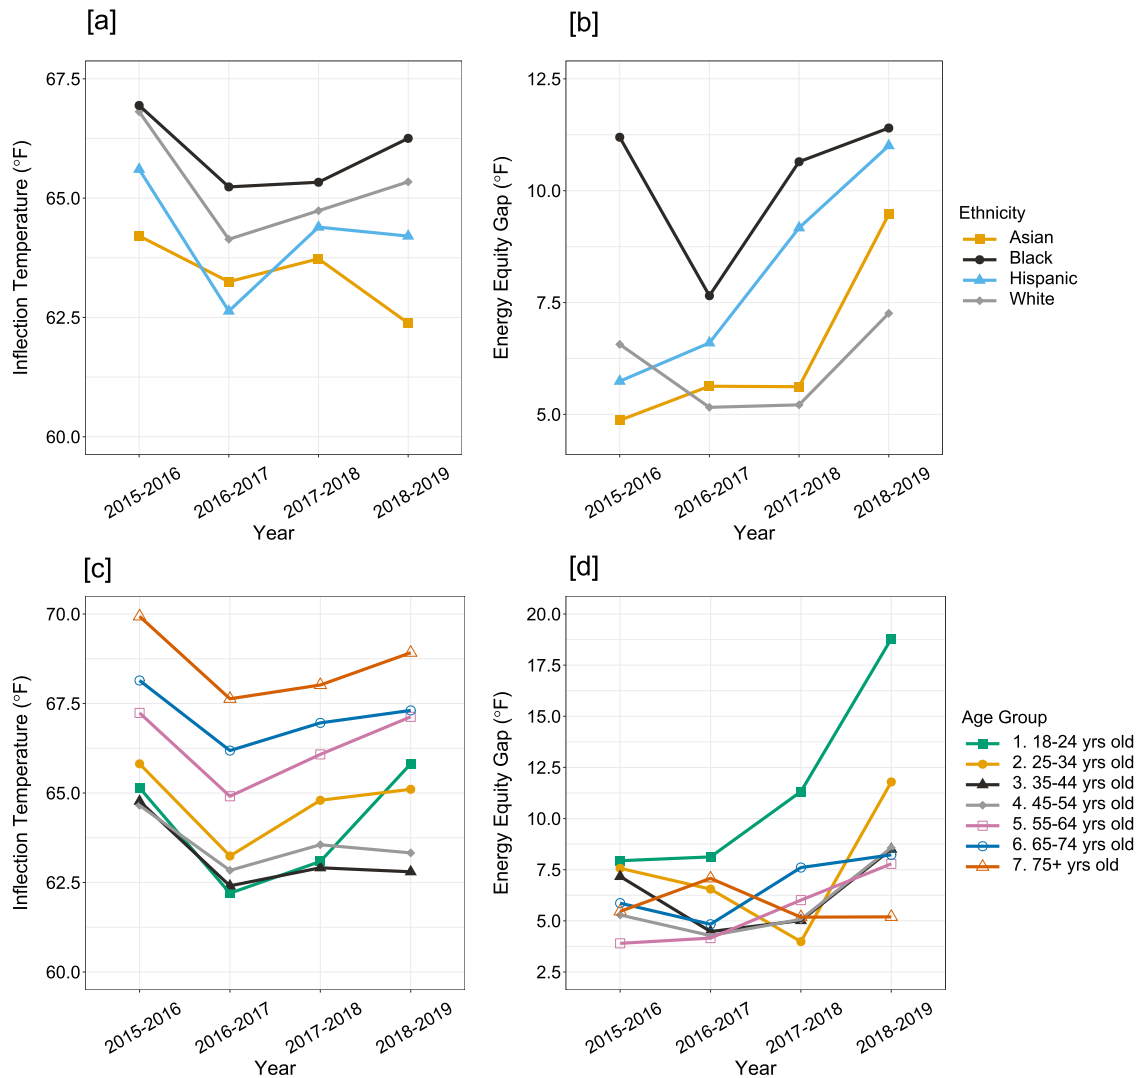 [a]
Inflection Temperature (°F)
67.5
65.0
62.5
60.0
2015-2016
2016-2017
2017-2018
2018-2019
Year
[b]
Energy Equity Gap (°F)
12.5
10.0
7.5
5.0
2015-2016
2016-2017
2017-2018
2018-2019
Year
Ethnicity
Asian
Black
Hispanic
White
[c]
Inflection Temperature (°F)
70.0
67.5
65.0
62.5
60.0
2015-2016
2016-2017
2017-2018
2018-2019
Year
[d]
Energy Equity Gap (°F)
20.0
17.5
15.0
12.5
10.0
7.5
5.0
2.5
2015-2016
2016-2017
2017-2018
2018-2019
Year
Age Group
1. 18-24 yrs old
2. 25-34 yrs old
3. 35-44 yrs old
4. 45-54 yrs old
5. 55-64 yrs old
6. 65-74 yrs old
7. 75+ yrs old